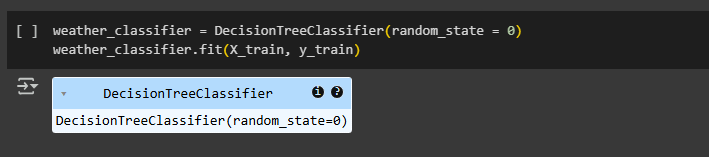 [ ] weather_classifier = DecisionTreeClassifier(random_state = 0)
weather_classifier.fit(X_train, y_train)
DecisionTreeClassifier i ?
DecisionTreeClassifier(random_state=0)